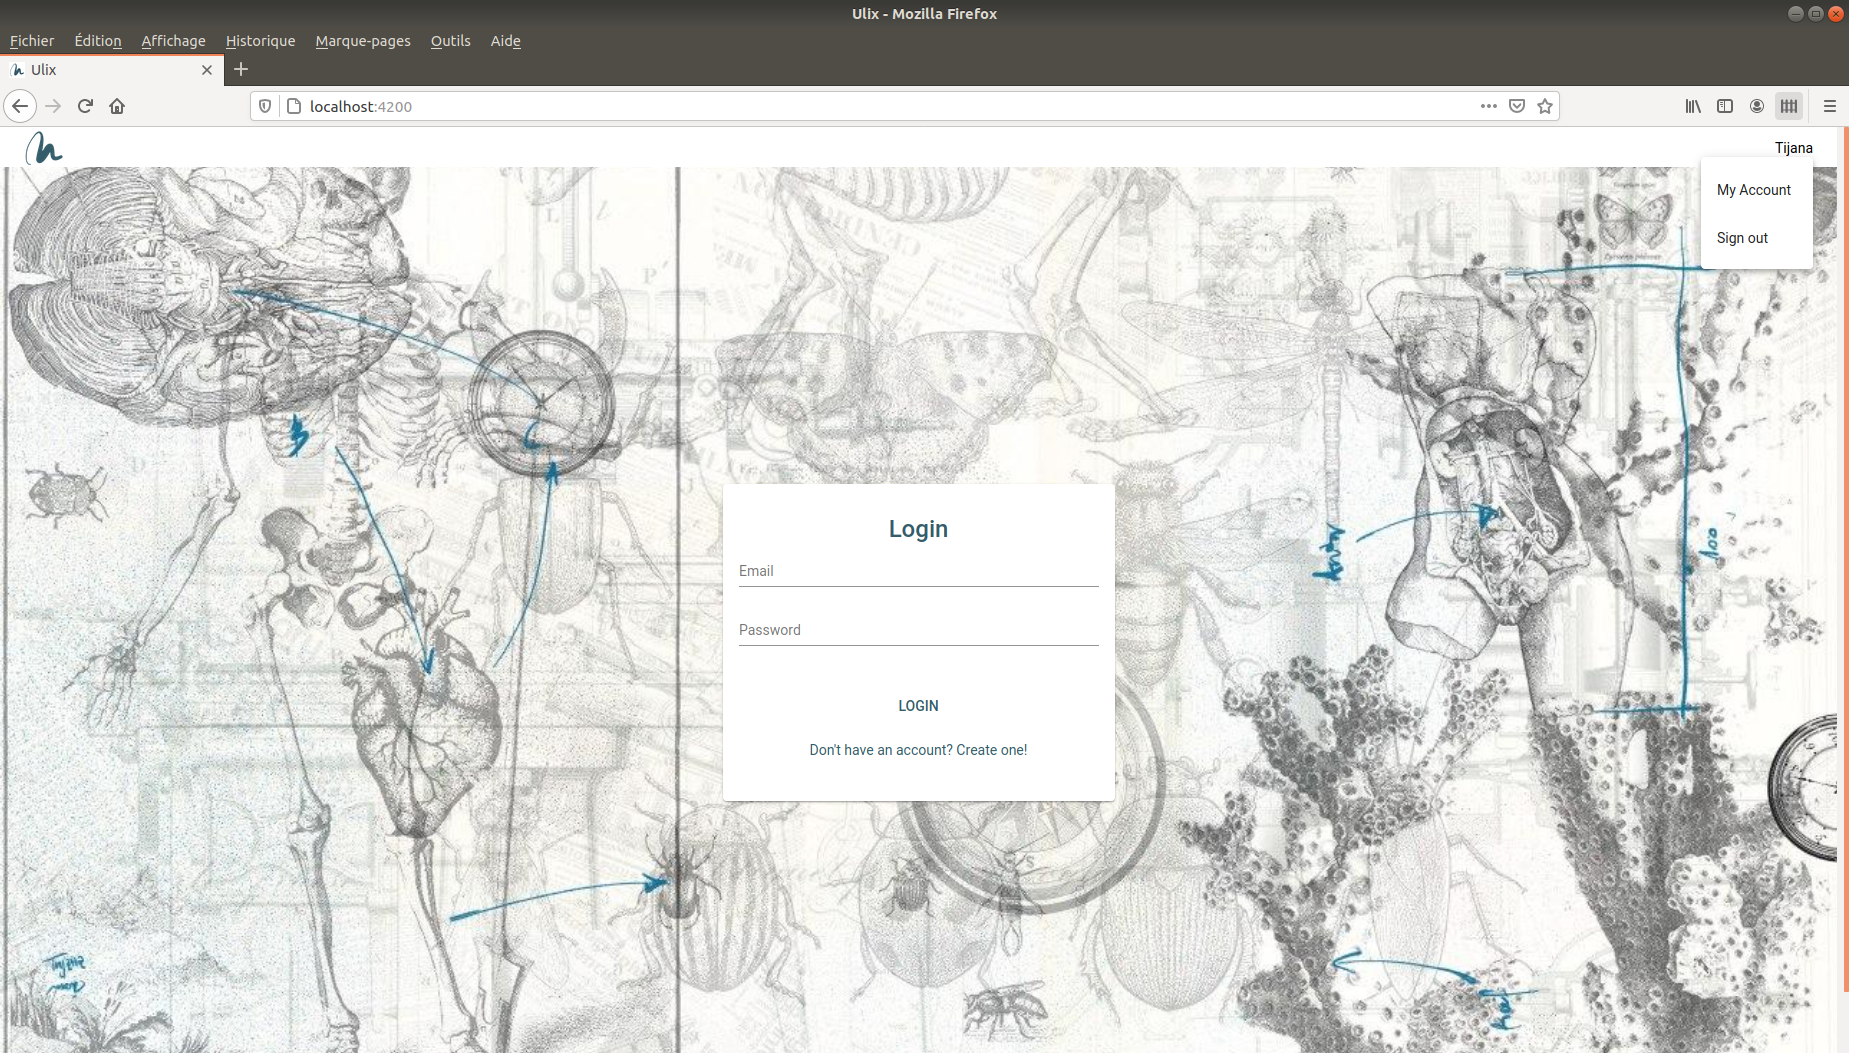 Ulix - Mozilla Firefox
Fichier Édition Affichage Historique Marque-pages Outils Aide
Ulix
localhost:4200
Tijana
My Account
Sign out
L Z
P'
B
C
100
Login
Email
Password
LOGIN
Don't have an account? Create one!
S